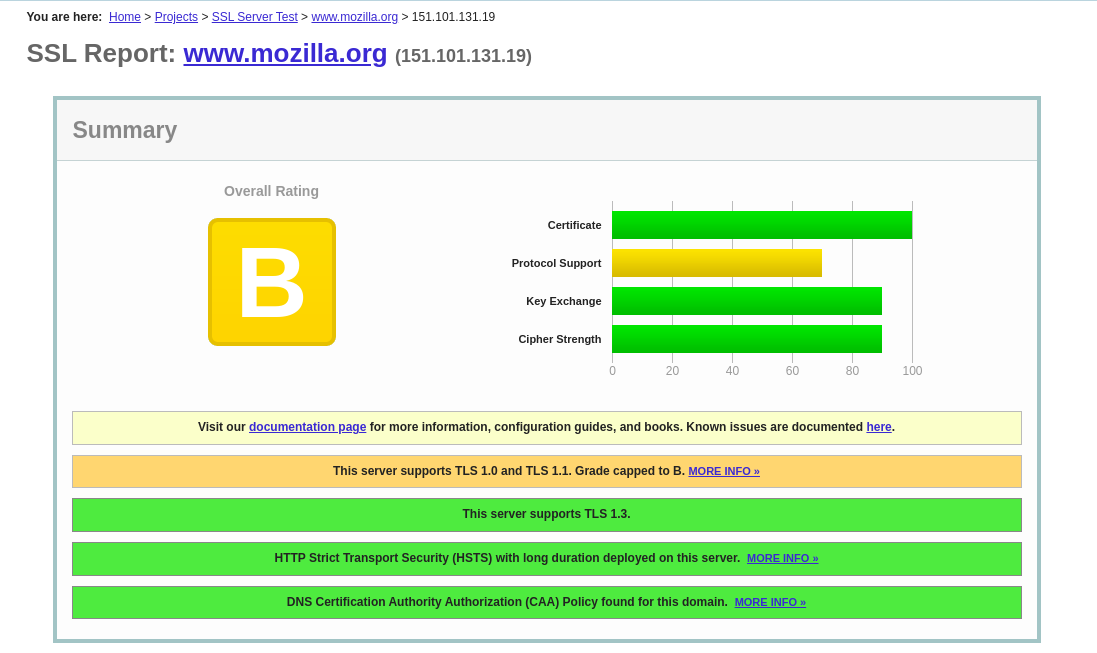 You are here: Home > Projects > SSL Server Test > www.mozilla.org > 151.101.131.19
SSL Report: www.mozilla.org (151.101.131.19)
Summary
Overall Rating
B
Certificate
Protocol Support
Key Exchange
Cipher Strength
0 20 40 60 80 100
Visit our documentation page for more information, configuration guides, and books. Known issues are documented here.
This server supports TLS 1.0 and TLS 1.1. Grade capped to B. MORE INFO »
This server supports TLS 1.3.
HTTP Strict Transport Security (HSTS) with long duration deployed on this server. MORE INFO »
DNS Certification Authority Authorization (CAA) Policy found for this domain. MORE INFO »